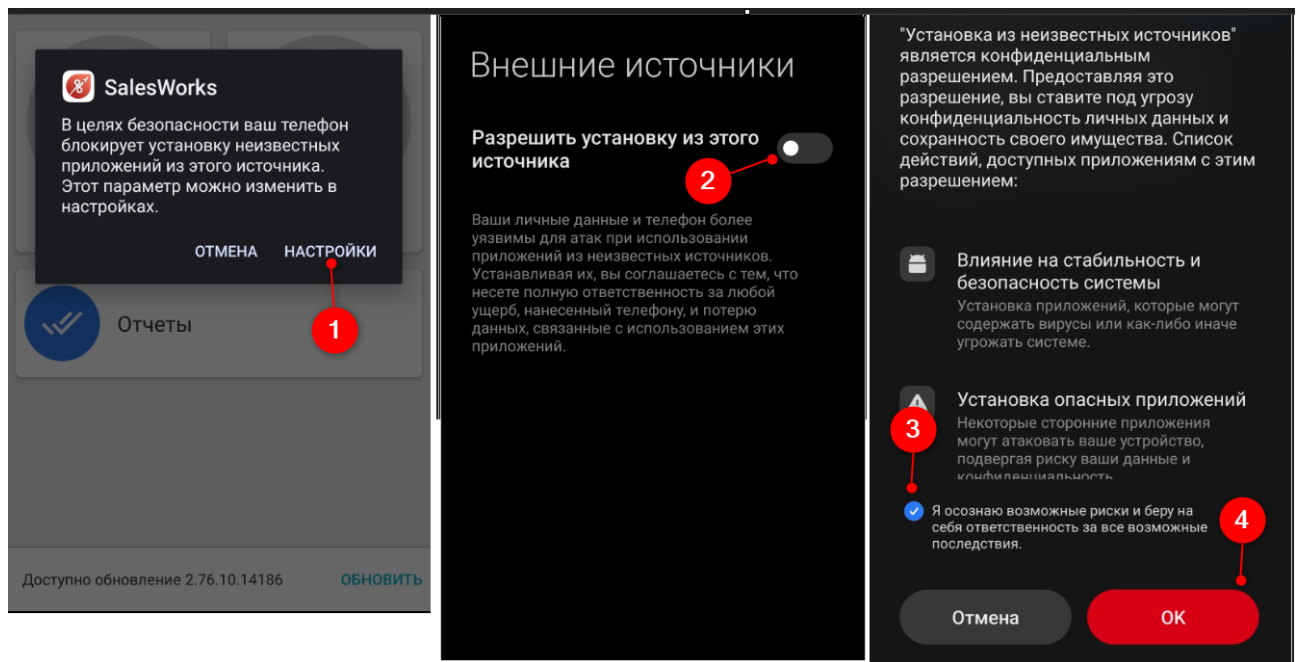 SalesWorks
В целях безопасности ваш телефон
блокирует установку неизвестных
приложений из этого источника.
Этот параметр можно изменить в
настройках.
ОТМЕНА НАСТРОЙКИ
1
Отчеты
Доступно обновление 2.76.10.14186 ОБНОВИТЬ
Внешние источники
Разрешить установку из этого
источника
2
Ваши личные данные и телефон более
уязвимы для атак при использовании
приложений из неизвестных источников.
Устанавливая их, вы соглашаетесь с тем, что
несете полную ответственность за любой
ущерб, нанесенный телефону, и потерю
данных, связанные с использованием этих
приложений.
"Установка из неизвестных источников"
является конфиденциальным
разрешением. Предоставляя это
разрешение, вы ставите под угрозу
конфиденциальность личных данных и
сохранность своего имущества. Список
действий, доступных приложениям с этим
разрешением:
Влияние на стабильность и
безопасность системы
Установка приложений, которые могут
содержать вирусы или как-либо иначе
угрожать системе.
Установка опасных приложений
Некоторые сторонние приложения
могут атаковать ваше устройство,
подвергая риску ваши данные и
конфиденциальность
3
Я осознаю возможные риски и беру на
себя ответственность за все возможные
последствия.
4
Отмена OK